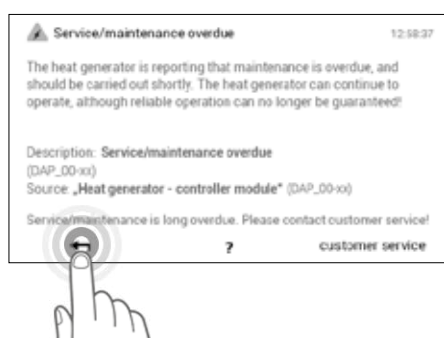 Service/maintenance overdue 12:58:37
The heat generator is reporting that maintenance is overdue, and
should be carried out shortly. The heat generator can continue to
operate, although reliable operation can no longer be guaranteed!
Description: Service/maintenance overdue
(DAP_00-xx)
Source: „Heat generator - controller module" (DAP_00-xx)
Service/maintenance is long overdue. Please contact customer service!
? customer service